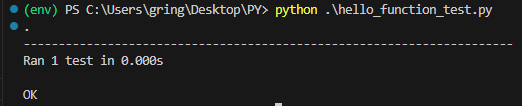 (env) PS C:\Users\gring\Desktop\PY> python .\hello_function_test.py
.
----------------------------------------------------------------------
Ran 1 test in 0.000s
OK